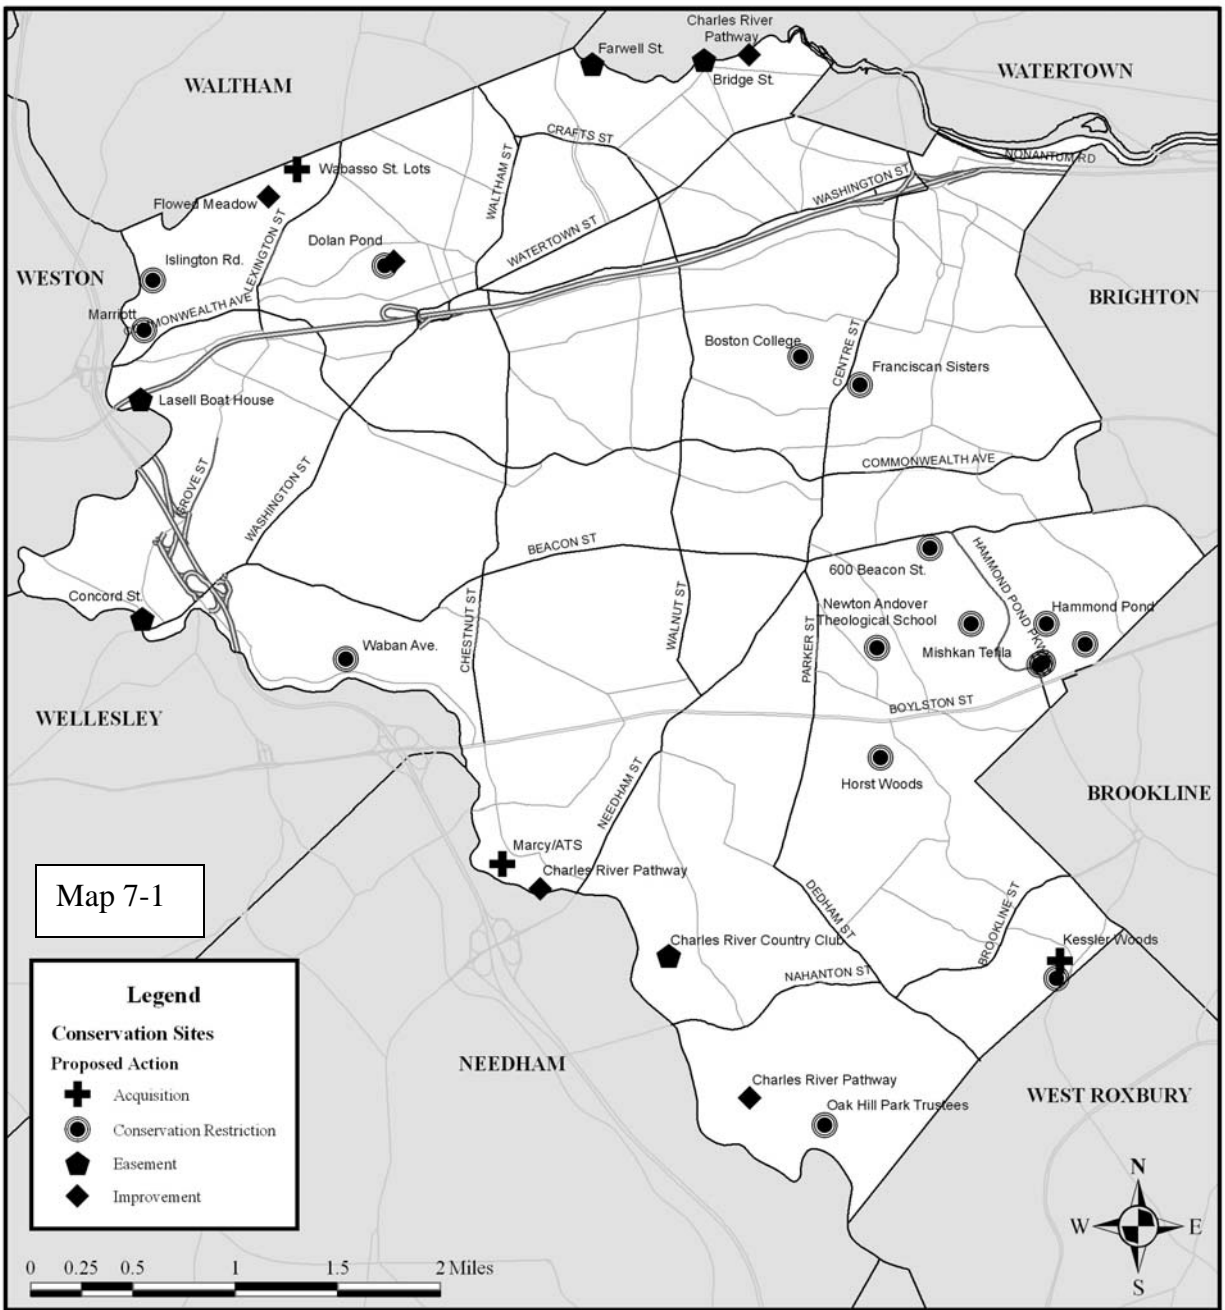 Charles River
Pathway
Farwell St.
Bridge St.
WALTHAM
WATERTOWN
CRAFTS ST
NONANTUM RD
Wabasso St. Lots
WALTHAM ST
WASHINGTON ST
Flowed Meadow
LEXINGTON ST
Dolan Pond
WATERTOWN ST
Islington Rd.
WESTON
BRIGHTON
COMMONWEALTH AVE
Marriott
Boston College
CENTRE ST
Franciscan Sisters
Lasell Boat House
COMMONWEALTH AVE
GROVE ST
WASHINGTON ST
BEACON ST
HAMMOND POND PKWY
600 Beacon St.
Concord St.
CHESTNUT ST
WALNUT ST
PARKER ST
Newton Andover
Theological School
Hammond Pond
Waban Ave.
Mishkan Tefila
BOYLSTON ST
WELLESLEY
Horst Woods
NEEDHAM ST
BROOKLINE
Marcy/ATS
Charles River Pathway
Map 7-1
DEDHAM ST
BROOKLINE ST
Charles River Country Club
Kessler Woods
NAHANTON ST
Legend
Conservation Sites
Proposed Action
Acquisition
Conservation Restriction
Easement
Improvement
NEEDHAM
Charles River Pathway
Oak Hill Park Trustees
WEST ROXBURY
N
W
E
S
0 0.25 0.5 1 1.5 2 Miles